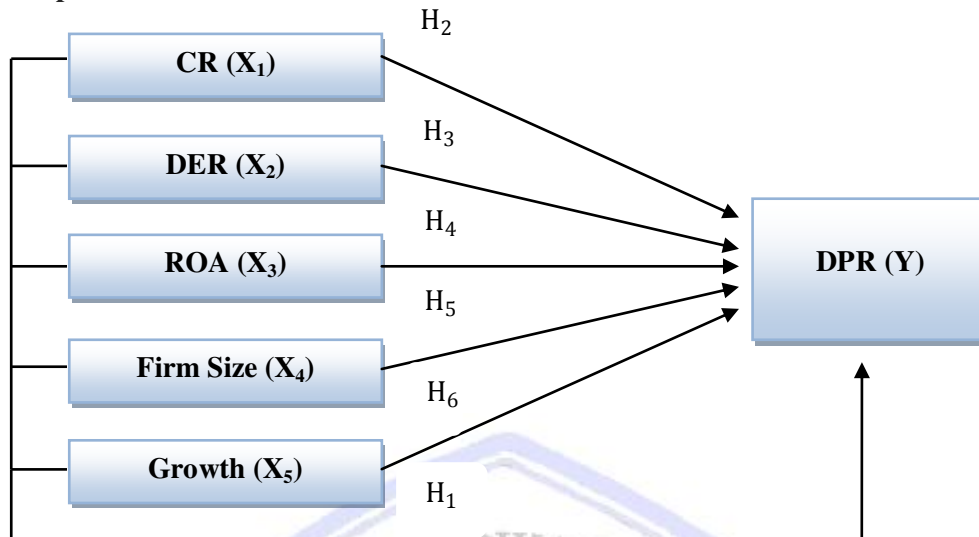 H₂
CR (X₁)
H₃
DER (X₂)
H₄
ROA (X₃)
DPR (Y)
H₅
Firm Size (X₄)
H₆
Growth (X₅)
H₁